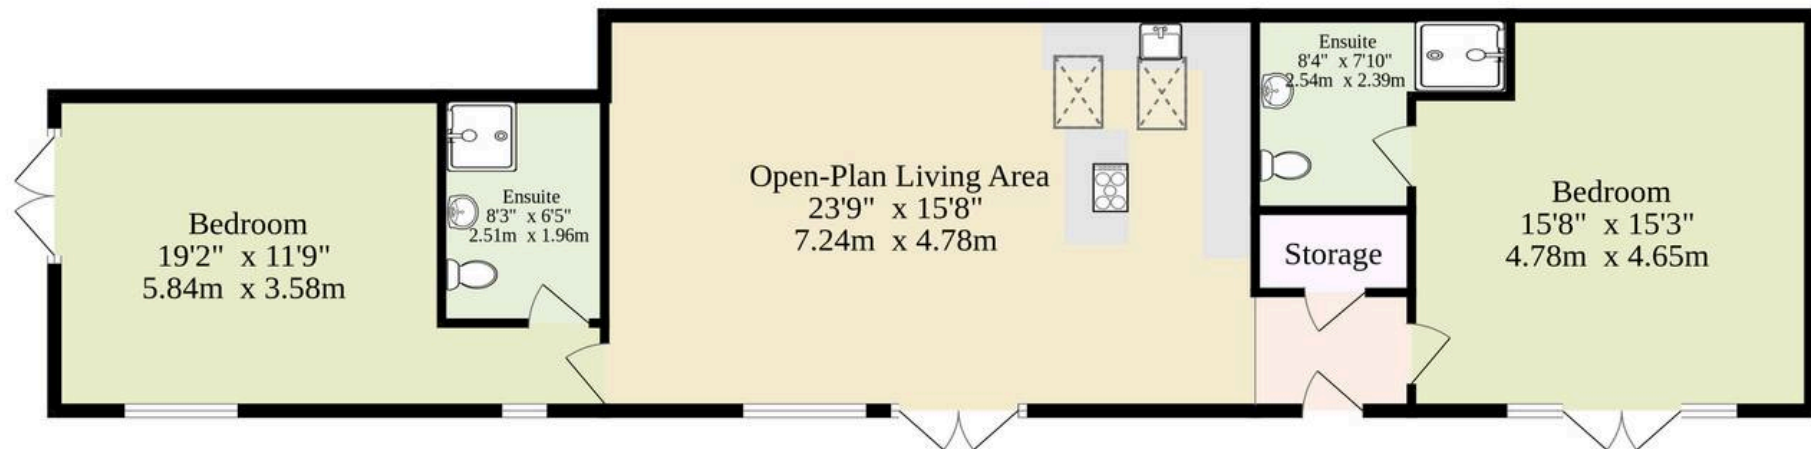 Bedroom
19'2" x 11'9"
5.84m x 3.58m
Ensuite
8'3" x 6'5"
2.51m x 1.96m
Open-Plan Living Area
23'9" x 15'8"
7.24m x 4.78m
Ensuite
8'4" x 7'10"
2.54m x 2.39m
Storage
Bedroom
15'8" x 15'3"
4.78m x 4.65m